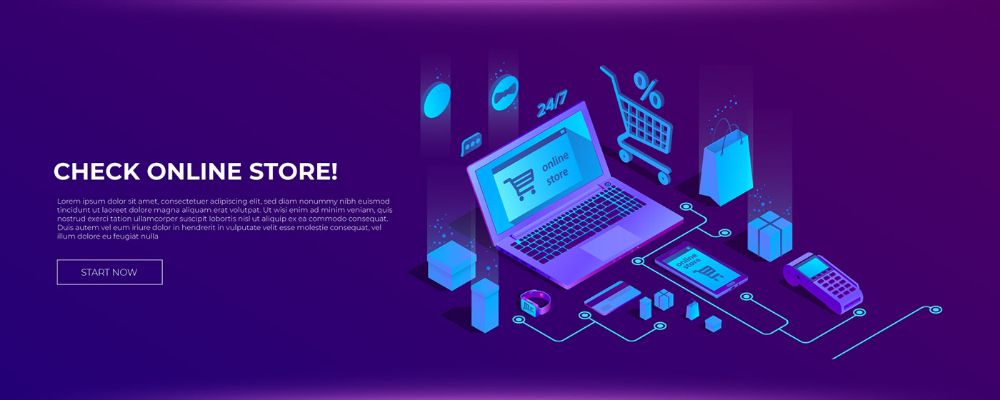 CHECK ONLINE STORE!
Lorem ipsum dolor sit amet, consectetuer adipiscing elit, sed diam nonummy nibh euismod
tincidunt ut laoreet dolore magna aliquam erat volutpat. Ut wisi enim ad minim veniam, quis
nostrud exerci tation ullamcorper suscipit lobortis nisl ut aliquip ex ea commodo consequat.
Duis autem vel eum iriure dolor in hendrerit in vulputate velit esse molestie consequat, vel
illum dolore eu feugiat nulla
START NOW
24/7
%
online
store
online
store